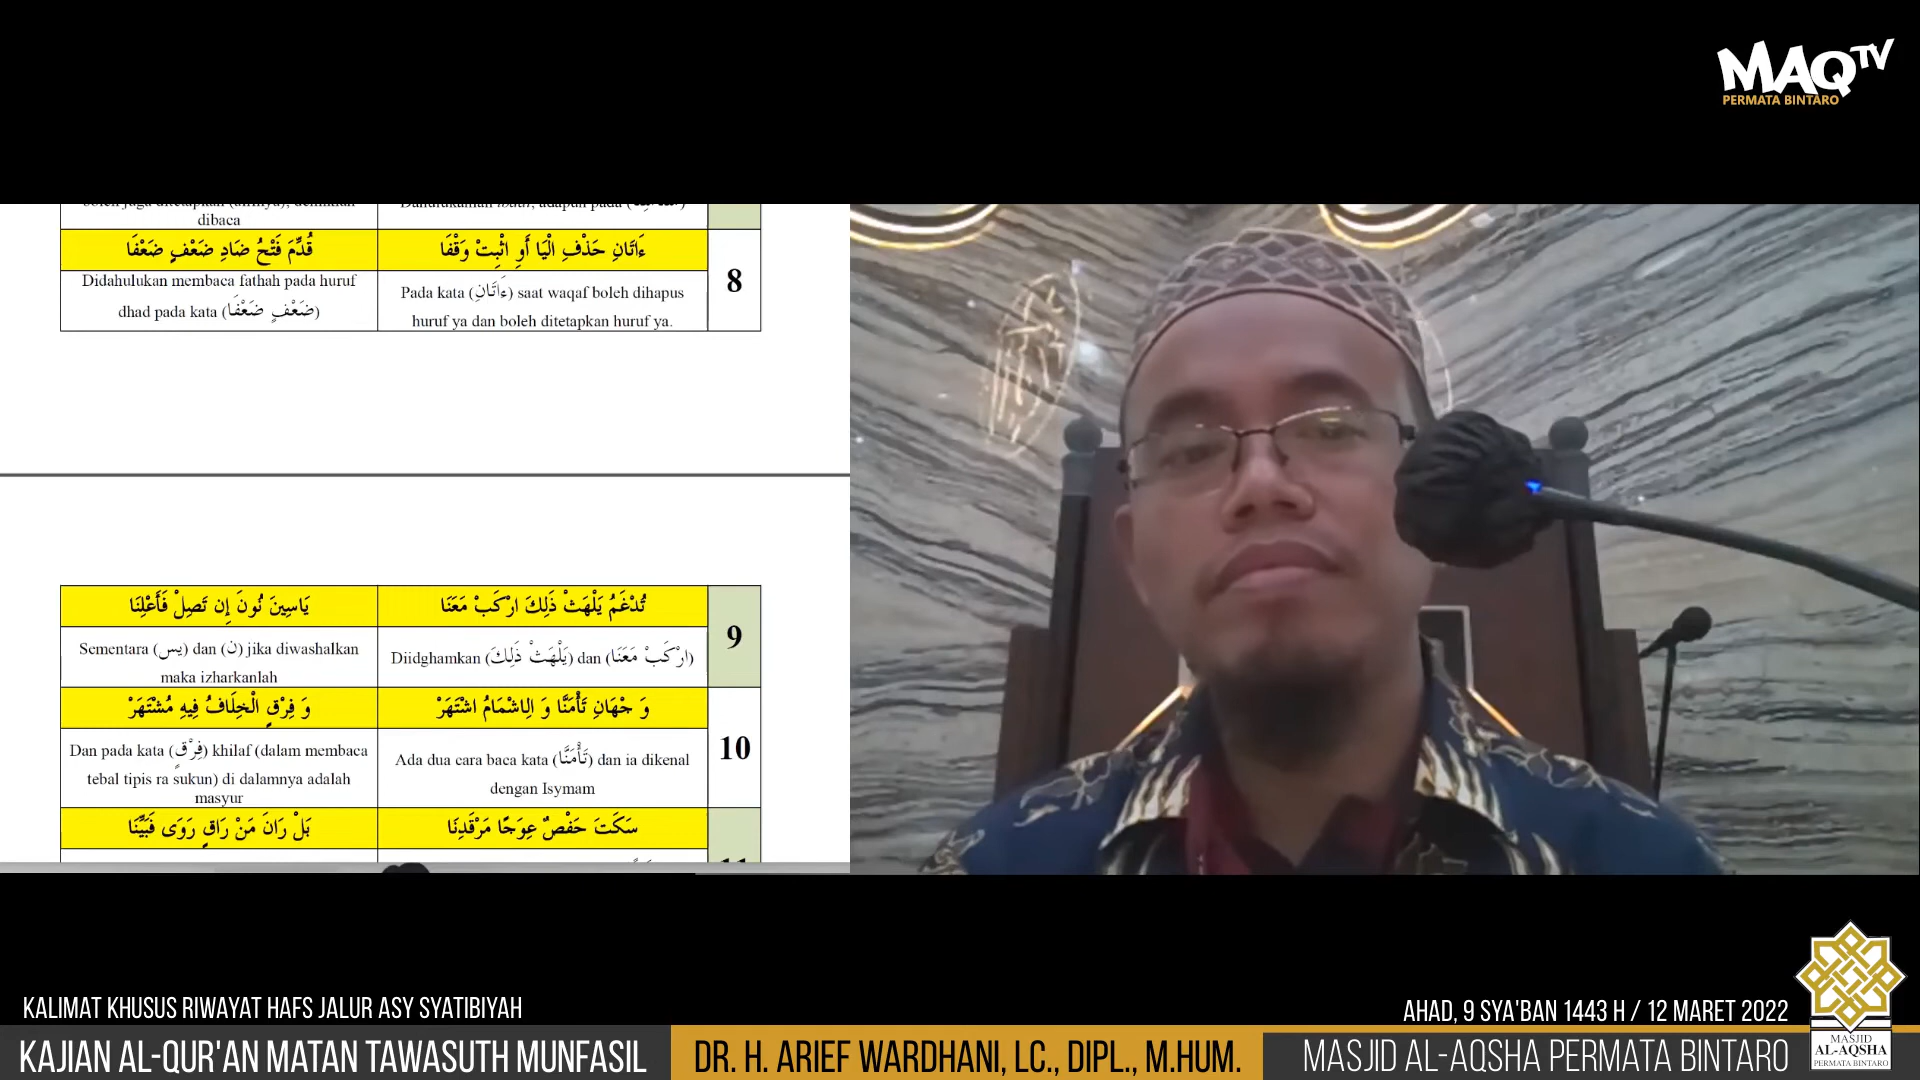 MAQTV
PERMATA BINTARO
dibaca
قُدِّمَ فَتْحُ ضَادِ ضَعْفٍ ضَعْفَا
ءَاتَانِ حَذْفِ الْيَا أَوِ اثْبِتْ وَقْفَا
8
Didahulukan membaca fathah pada huruf
dhad pada kata (ضَعْفٍ ضَعْفَا)
Pada kata (ءَاتَانِ) saat waqaf boleh dihapus
huruf ya dan boleh ditetapkan huruf ya.
يَاسِينَ نُونَ إِن تَصِلْ فَأَعْلِنَا
تُدْغَمُ يَلْهَثْ ذَلِكَ ارْكَبْ مَعَنَا
9
Sementara (يس) dan (ن) jika diwashalkan
maka izharkanlah
Diidghamkan (يَلْهَثْ ذَلِكَ) dan (ارْكَبْ مَعَنَا)
وَ فِرْقٍ الْخِلَافُ فِيهِ مُشْتَهَرْ
وَ جْهَانِ تَأْمَنَّا وَ الِاشْمَامُ اشْتَهَرْ
10
Dan pada kata (فِرْقٍ) khilaf (dalam membaca
tebal tipis ra sukun) di dalamnya adalah
masyur
Ada dua cara baca kata (تَأْمَنَّا) dan ia dikenal
dengan Isymam
بَلْ رَانَ مَنْ رَاقٍ رَوَى فَبَيِّنَا
سَكَتَ حَفْصٌ عِوَجًا مَرْقَدِنَا
KALIMAT KHUSUS RIWAYAT HAFS JALUR ASY SYATIBIYAH
AHAD, 9 SYA'BAN 1443 H / 12 MARET 2022
KAJIAN AL-QUR'AN MATAN TAWASUTH MUNFASIL
DR. H. ARIEF WARDHANI, LC., DIPL., M.HUM.
MASJID AL-AQSHA PERMATA BINTARO
MASJID
AL-AQSHA
PERMATA BINTARO